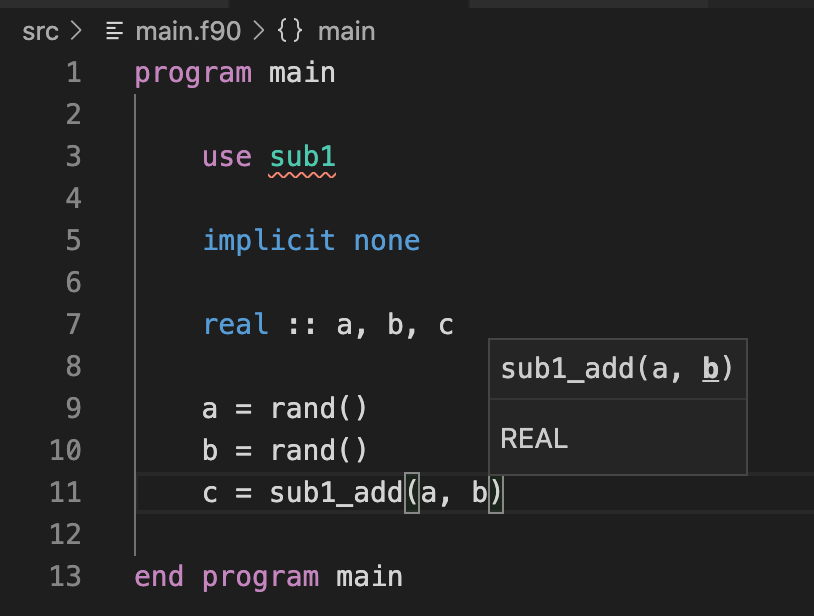 src > main.f90 > {} main
1 program main
2
3 use sub1
4
5 implicit none
6
7 real :: a, b, c
8
9 a = rand()
10 b = rand()
11 c = sub1_add(a, b)
12
13 end program main
sub1_add(a, b)
REAL